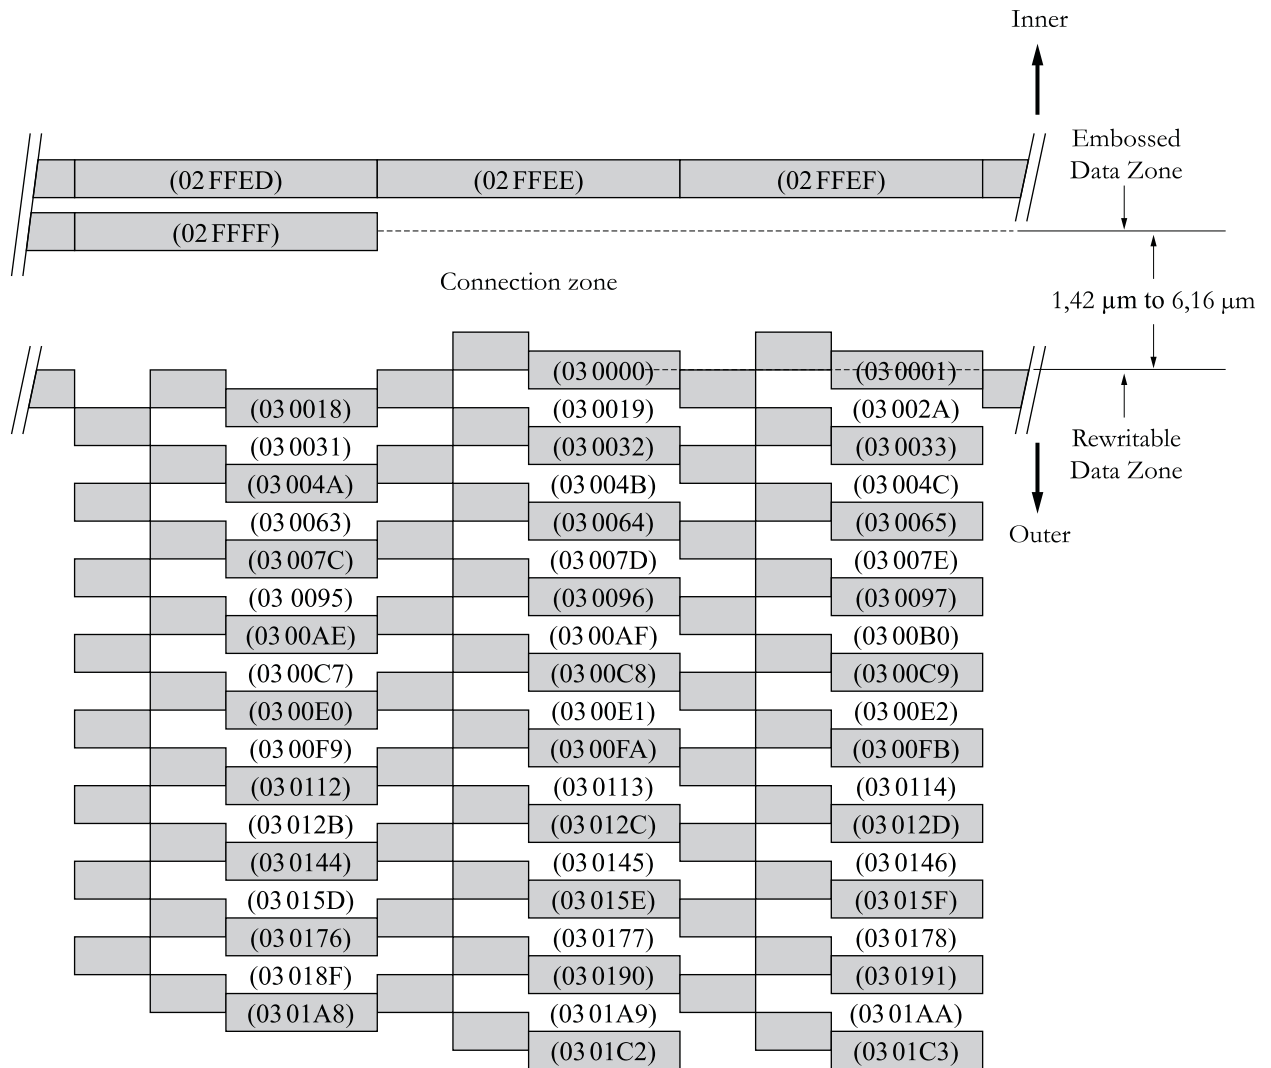 Inner
Embossed
Data Zone
(02 FFED) (02 FFEE) (02 FFEF)
(02 FFFF)
Connection zone
1,42 μm to 6,16 μm
(03 0000) (03 0001)
(03 0018) (03 0019) (03 002A)
(03 0031) (03 0032) (03 0033)
Rewritable
Data Zone
(03 004A) (03 004B) (03 004C)
(03 0063) (03 0064) (03 0065)
Outer
(03 007C) (03 007D) (03 007E)
(03 0095) (03 0096) (03 0097)
(03 00AE) (03 00AF) (03 00B0)
(03 00C7) (03 00C8) (03 00C9)
(03 00E0) (03 00E1) (03 00E2)
(03 00F9) (03 00FA) (03 00FB)
(03 0112) (03 0113) (03 0114)
(03 012B) (03 012C) (03 012D)
(03 0144) (03 0145) (03 0146)
(03 015D) (03 015E) (03 015F)
(03 0176) (03 0177) (03 0178)
(03 018F) (03 0190) (03 0191)
(03 01A8) (03 01A9) (03 01AA)
(03 01C2) (03 01C3)